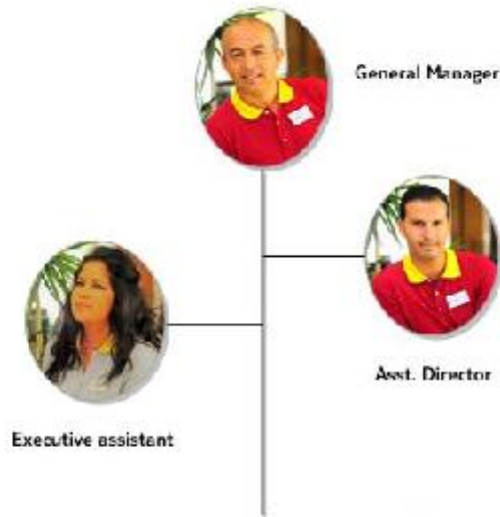 General Manager
Asst. Director
Executive assistant